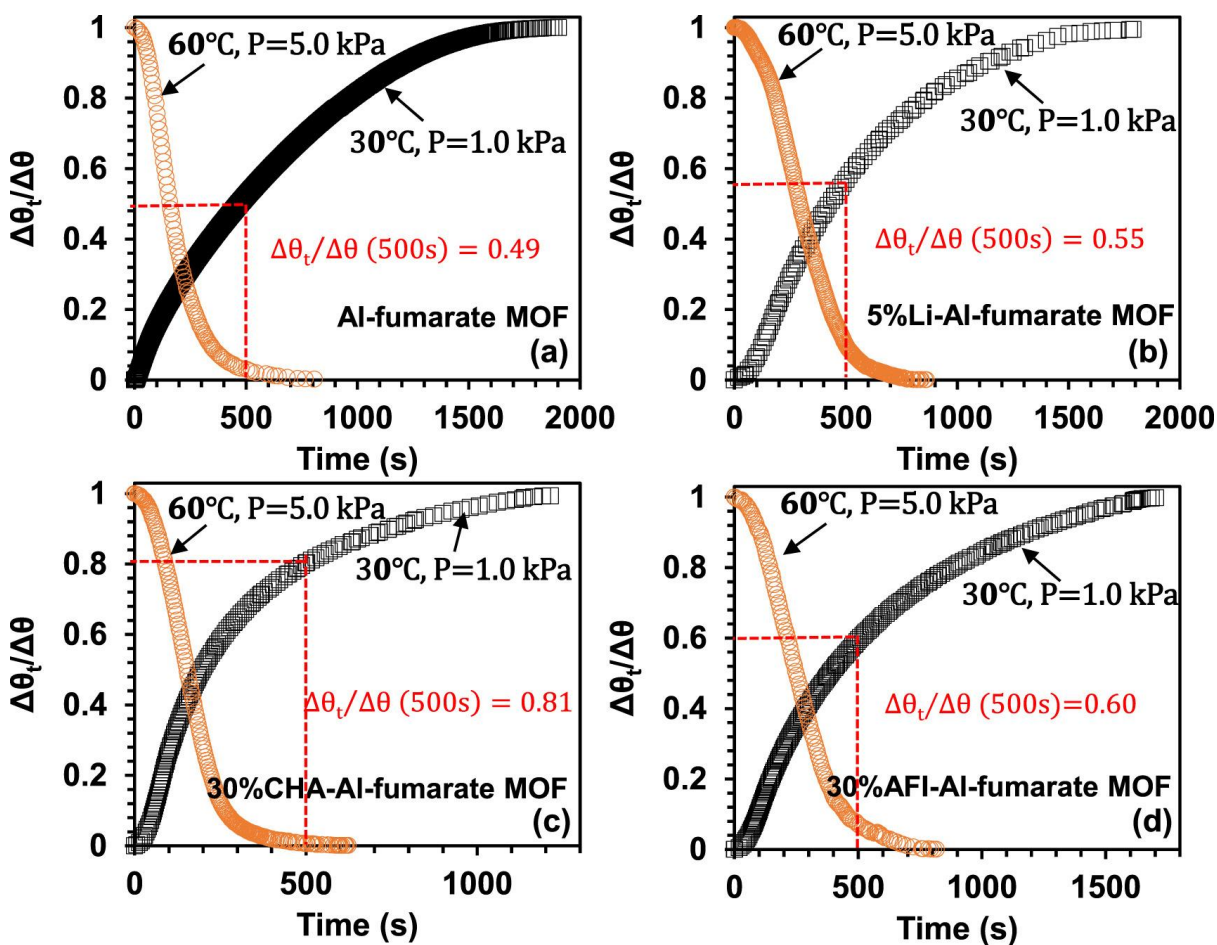 60°C, P=5.0 kPa
30°C, P=1.0 kPa
Δθt/Δθ (500s) = 0.49
Al-fumarate MOF
(a)
Δθt/Δθ
1
0.8
0.6
0.4
0.2
0
0 500 1000 1500 2000
Time (s)
60°C, P=5.0 kPa
30°C, P=1.0 kPa
Δθt/Δθ (500s) = 0.55
5%Li-Al-fumarate MOF
(b)
Δθt/Δθ
1
0.8
0.6
0.4
0.2
0
0 500 1000 1500 2000
Time (s)
60°C, P=5.0 kPa
30°C, P=1.0 kPa
Δθt/Δθ (500s) = 0.81
30%CHA-Al-fumarate MOF
(c)
Δθt/Δθ
1
0.8
0.6
0.4
0.2
0
0 500 1000
Time (s)
60°C, P=5.0 kPa
30°C, P=1.0 kPa
Δθt/Δθ (500s)=0.60
30%AFI-Al-fumarate MOF
(d)
Δθt/Δθ
1
0.8
0.6
0.4
0.2
0
0 500 1000 1500
Time (s)